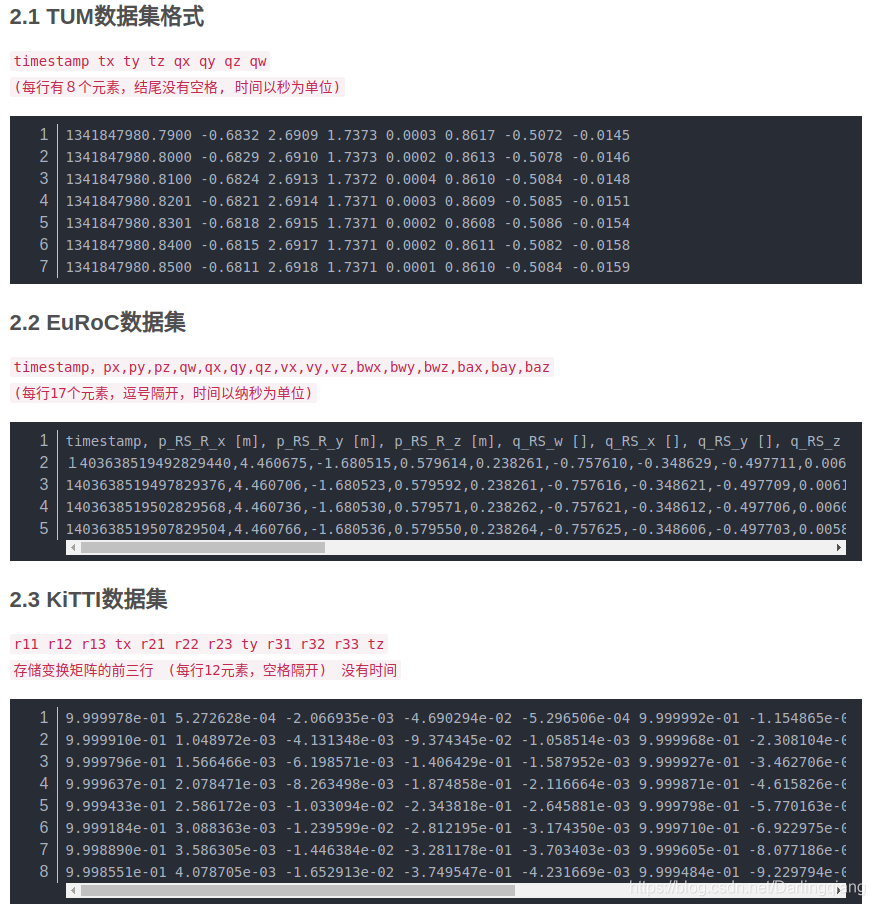 2.1 TUM数据集格式
timestamp tx ty tz qx qy qz qw
(每行有８个元素，结尾没有空格, 时间以秒为单位)
1 1341847980.7900 -0.6832 2.6909 1.7373 0.0003 0.8617 -0.5072 -0.0145
2 1341847980.8000 -0.6829 2.6910 1.7373 0.0002 0.8613 -0.5078 -0.0146
3 1341847980.8100 -0.6824 2.6913 1.7372 0.0004 0.8610 -0.5084 -0.0148
4 1341847980.8201 -0.6821 2.6914 1.7371 0.0003 0.8609 -0.5085 -0.0151
5 1341847980.8301 -0.6818 2.6915 1.7371 0.0002 0.8608 -0.5086 -0.0154
6 1341847980.8400 -0.6815 2.6917 1.7371 0.0002 0.8611 -0.5082 -0.0158
7 1341847980.8500 -0.6811 2.6918 1.7371 0.0001 0.8610 -0.5084 -0.0159
2.2 EuRoC数据集
timestamp，px,py,pz,qw,qx,qy,qz,vx,vy,vz,bwx,bwy,bwz,bax,bay,baz
(每行17个元素，逗号隔开，时间以纳秒为单位)
1 timestamp, p_RS_R_x [m], p_RS_R_y [m], p_RS_R_z [m], q_RS_w [], q_RS_x [], q_RS_y [], q_RS_z
2 １403638519492829440,4.460675,-1.680515,0.579614,0.238261,-0.757610,-0.348629,-0.497711,0.006
3 1403638519497829376,4.460706,-1.680523,0.579592,0.238261,-0.757616,-0.348621,-0.497709,0.0061
4 1403638519502829568,4.460736,-1.680530,0.579571,0.238262,-0.757621,-0.348612,-0.497706,0.0060
5 1403638519507829504,4.460766,-1.680536,0.579550,0.238264,-0.757625,-0.348606,-0.497703,0.0058
2.3 KiTTI数据集
r11 r12 r13 tx r21 r22 r23 ty r31 r32 r33 tz
存储变换矩阵的前三行 (每行12元素，空格隔开) 没有时间
1 9.999978e-01 5.272628e-04 -2.066935e-03 -4.690294e-02 -5.296506e-04 9.999992e-01 -1.154865e-0
2 9.999910e-01 1.048972e-03 -4.131348e-03 -9.374345e-02 -1.058514e-03 9.999968e-01 -2.308104e-0
3 9.999796e-01 1.566466e-03 -6.198571e-03 -1.406429e-01 -1.587952e-03 9.999927e-01 -3.462706e-0
4 9.999637e-01 2.078471e-03 -8.263498e-03 -1.874858e-01 -2.116664e-03 9.999871e-01 -4.615826e-0
5 9.999433e-01 2.586172e-03 -1.033094e-02 -2.343818e-01 -2.645881e-03 9.999798e-01 -5.770163e-0
6 9.999184e-01 3.088363e-03 -1.239599e-02 -2.812195e-01 -3.174350e-03 9.999710e-01 -6.922975e-0
7 9.998890e-01 3.586305e-03 -1.446384e-02 -3.281178e-01 -3.703403e-03 9.999605e-01 -8.077186e-0
8 9.998551e-01 4.078705e-03 -1.652913e-02 -3.749547e-01 -4.231669e-03 9.999484e-01 -9.229794e-0
https://blog.csdn.net/Darlingqiang